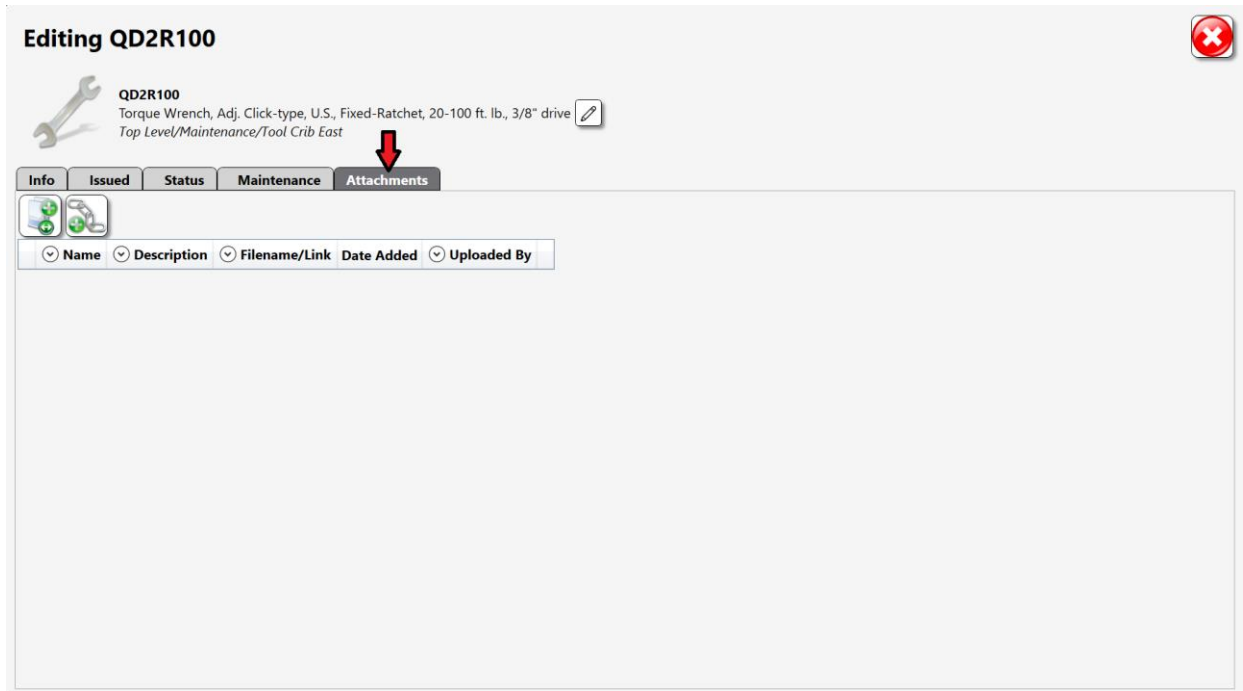 Editing QD2R100
QD2R100
Torque Wrench, Adj. Click-type, U.S., Fixed-Ratchet, 20-100 ft. lb., 3/8" drive
Top Level/Maintenance/Tool Crib East
Info Issued Status Maintenance Attachments
Name Description Filename/Link Date Added Uploaded By